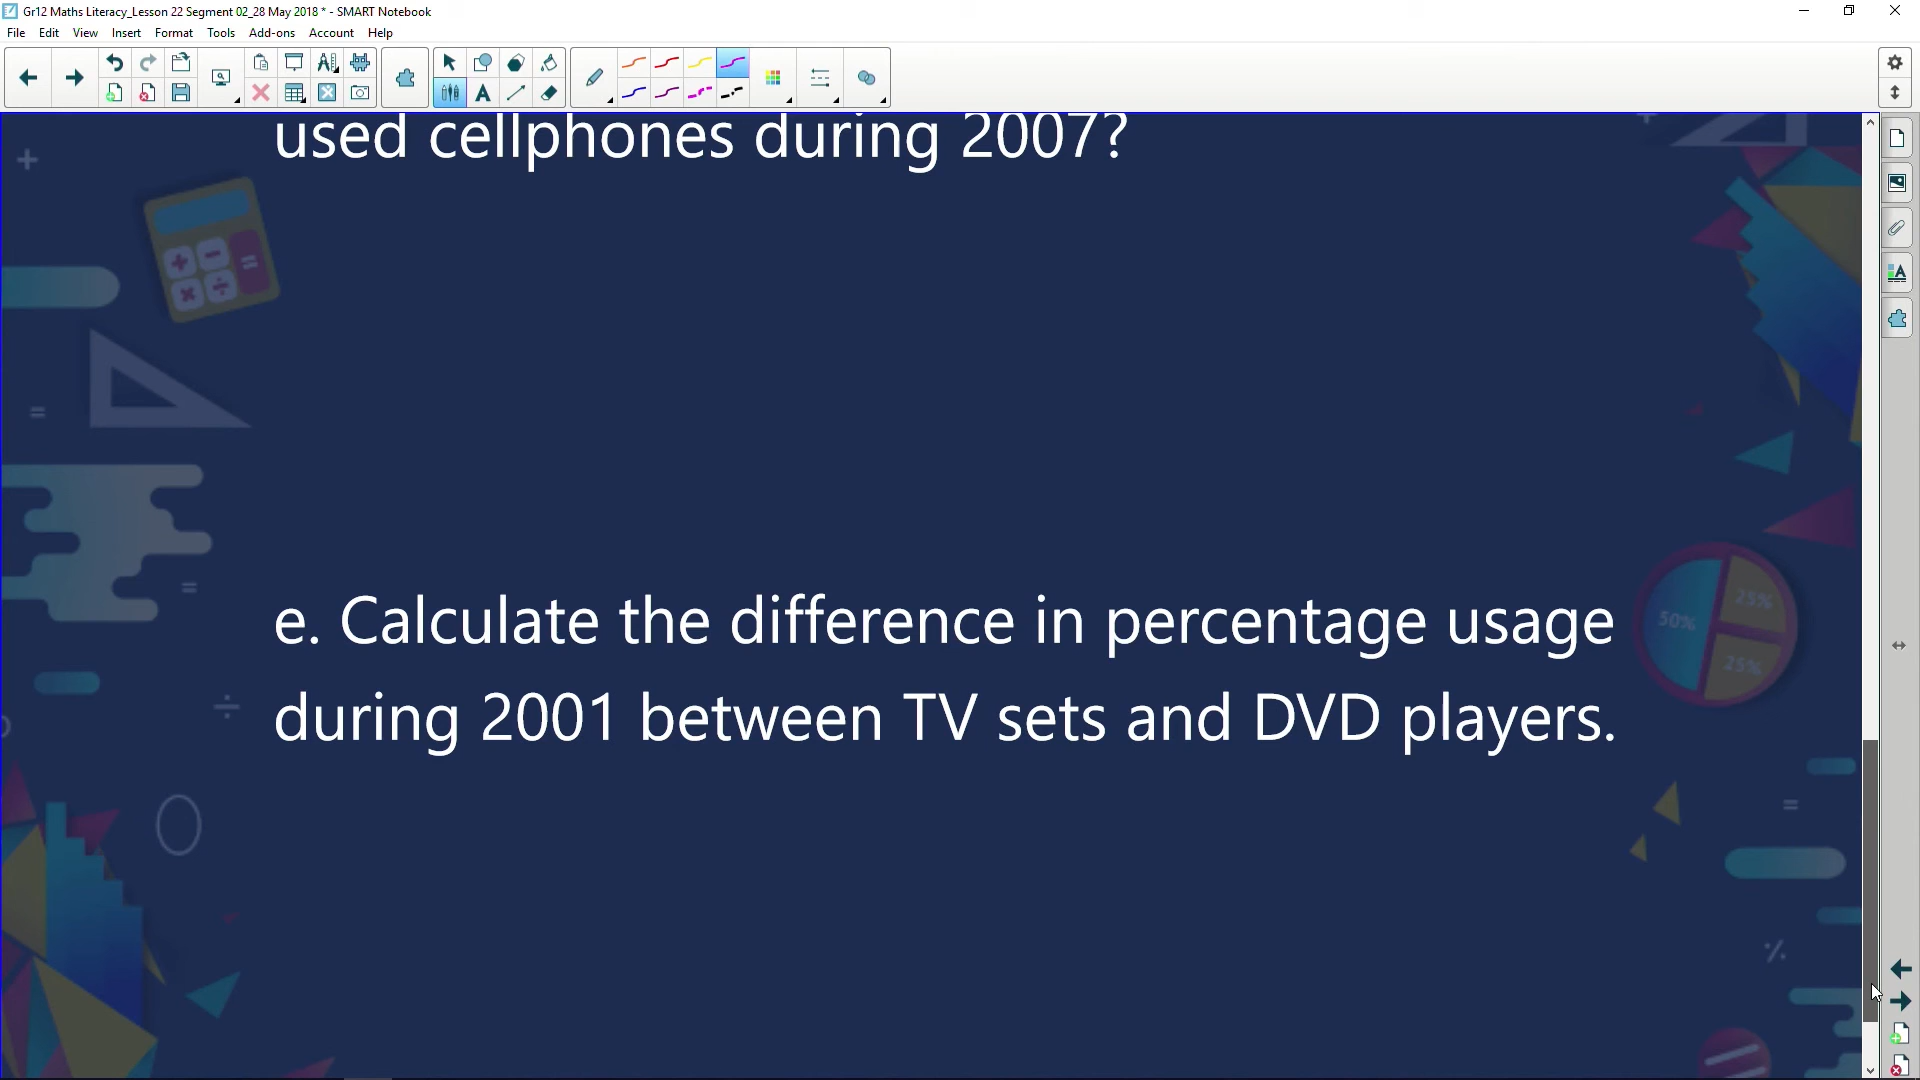 Gr12 Maths Literacy_Lesson 22 Segment 02_28 May 2018 * - SMART Notebook
File Edit View Insert Format Tools Add-ons Account Help
used cellphones during 2007?
e. Calculate the difference in percentage usage
during 2001 between TV sets and DVD players.
50%
25%
25%